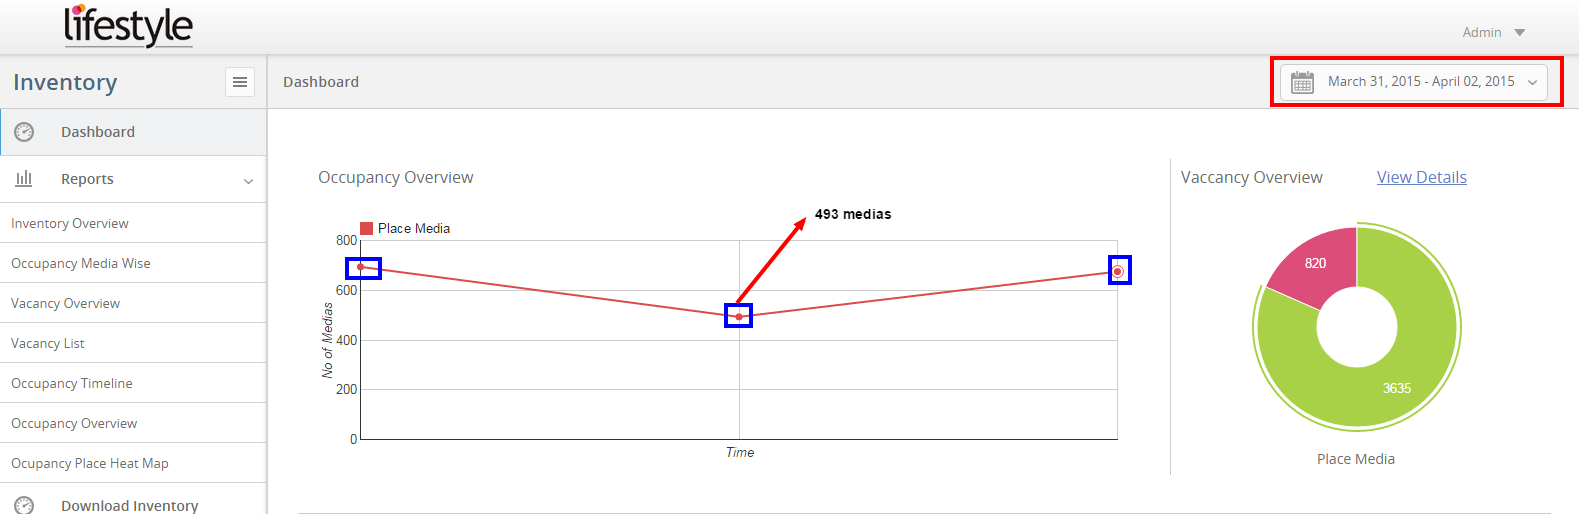 lifestyle
Admin
Inventory
Dashboard
March 31, 2015 - April 02, 2015
Dashboard
Reports
Inventory Overview
Occupancy Media Wise
Vacancy Overview
Vacancy List
Occupancy Timeline
Occupancy Overview
Ocupancy Place Heat Map
Download Inventory
Occupancy Overview
493 medias
Place Media
800
600
400
200
0
No of Medias
Time
Vaccancy Overview
View Details
820
3635
Place Media